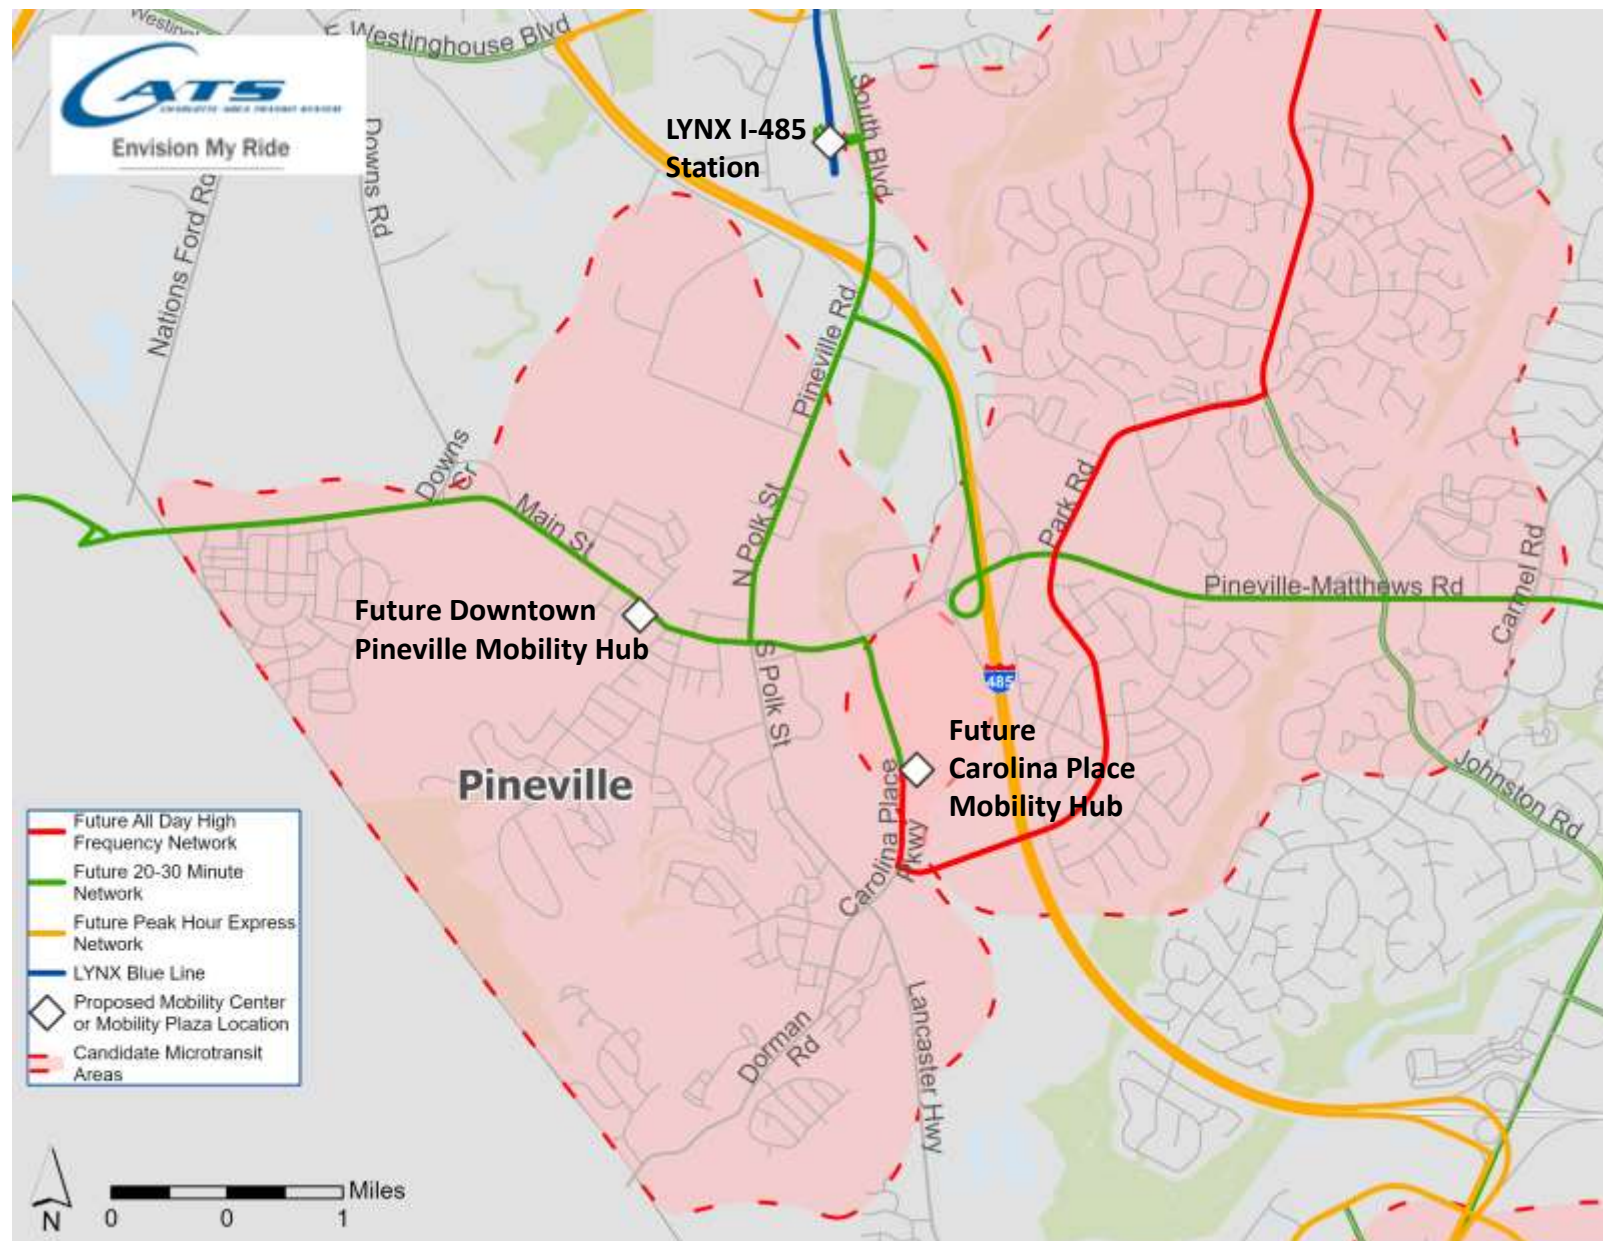 Westing
E Westinghouse Blvd
CATS
CHARLOTTE AREA TRANSIT SYSTEM
Envision My Ride
Downs Rd
Nations Ford Rd
LYNX I-485
Station
South Blvd
Pineville Rd
Downs
Cr
Main St
N Polk St
Park Rd
Pineville-Matthews Rd
Carmel Rd
Future Downtown
Pineville Mobility Hub
S Polk St
485
Future
Carolina Place
Mobility Hub
Pineville
Carolina Place
Pkwy
Johnston Rd
Dorman
Rd
Lancaster Hwy
Future All Day High
Frequency Network
Future 20-30 Minute
Network
Future Peak Hour Express
Network
LYNX Blue Line
Proposed Mobility Center
or Mobility Plaza Location
Candidate Microtransit
Areas
N
Miles
0 0 1